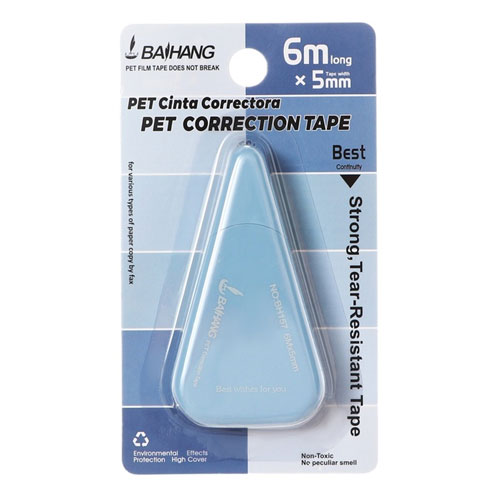 BAIHANG
PET FILM TAPE DOES NOT BREAK
6m long
× 5mm
Tape width
PET Cinta Correctora
PET CORRECTION TAPE
Best
Continuity
for various types of paper copy by fax
Strong,Tear-Resistant Tape
BAIHANG
NO:BH157
Best wishes for you
Environmental Effects
Protection High Cover
Non-Toxic
No peculiar smell